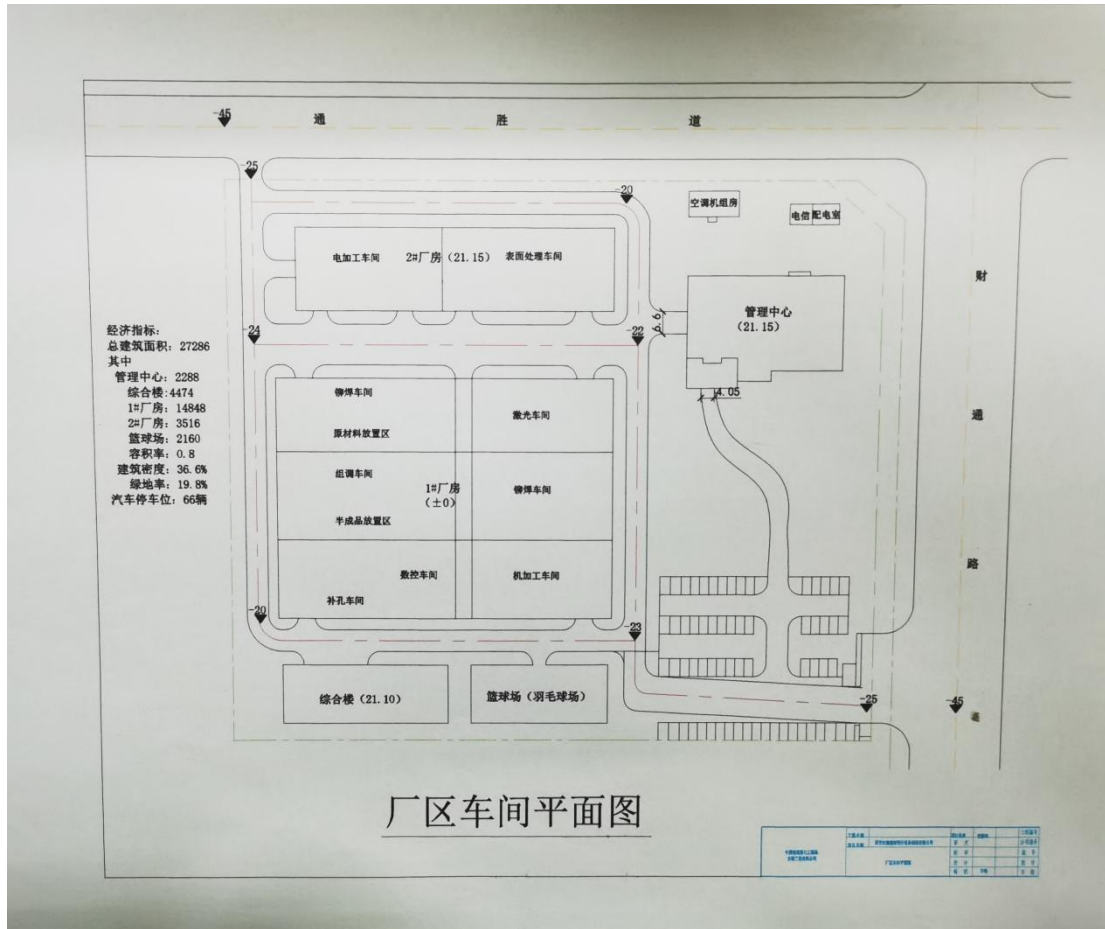 -45
通 胜 道
-25
-20
空调机组房
电信 配电室
电加工车间
2#厂房（21.15）
表面处理车间
财 通 路
管理中心
（21.15）
6.6
-24
-23
经济指标：
总建筑面积：27286
其中
管理中心：2288
综合楼:4474
1#厂房：14848
2#厂房：3516
篮球场：2160
容积率：0.8
建筑密度：36.6%
绿地率：19.8%
汽车停车位：66辆
4.05
铆焊车间
激光车间
原材料放置区
组调车间
1#厂房
（±0）
铆焊车间
半成品放置区
数控车间
机加工车间
补孔车间
-20
-23
综合楼（21.10）
篮球场（羽毛球场）
-25
-45
厂区车间平面图
厂区车间平面图